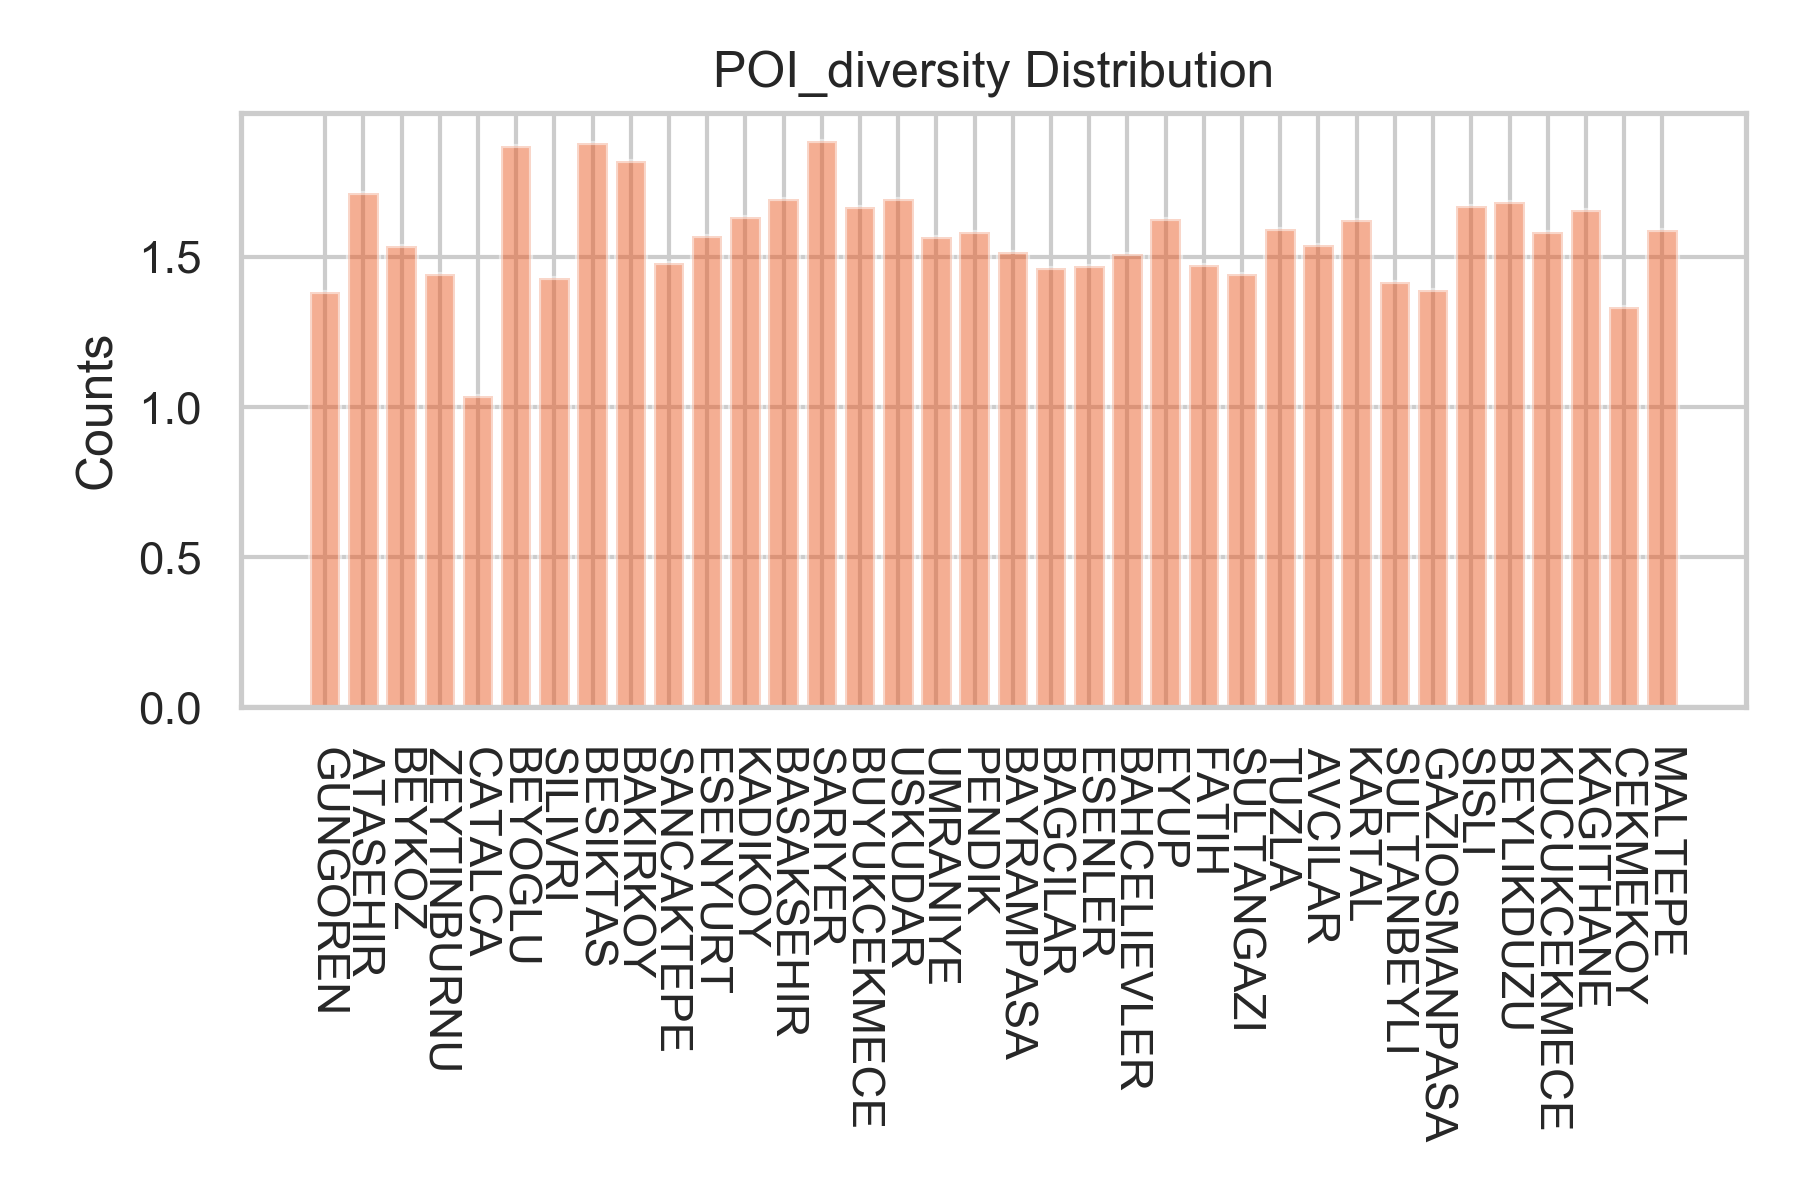 POI_diversity Distribution
Counts
1.5
1.0
0.5
0.0
GUNGOREN
ATASEHIR
BEYKOZ
ZEYTINBURNU
CATALCA
BEYOGLU
SILIVRI
BESIKTAS
BAKIRKOY
SANCAKTEPE
ESENYURT
KADIKOY
BASAKSEHIR
SARIYER
BUYUKCEKMECE
USKUDAR
UMRANIYE
PENDIK
BAYRAMPASA
BAGCILAR
ESENLER
BAHCELIEVLER
EYUP
FATIH
SULTANGAZI
TUZLA
AVCILAR
KARTAL
SULTANBEYLI
GAZIOSMANPASA
SISLI
BEYLIKDUZU
KUCUKCEKMECE
KAGITHANE
CEKMEKOY
MALTEPE